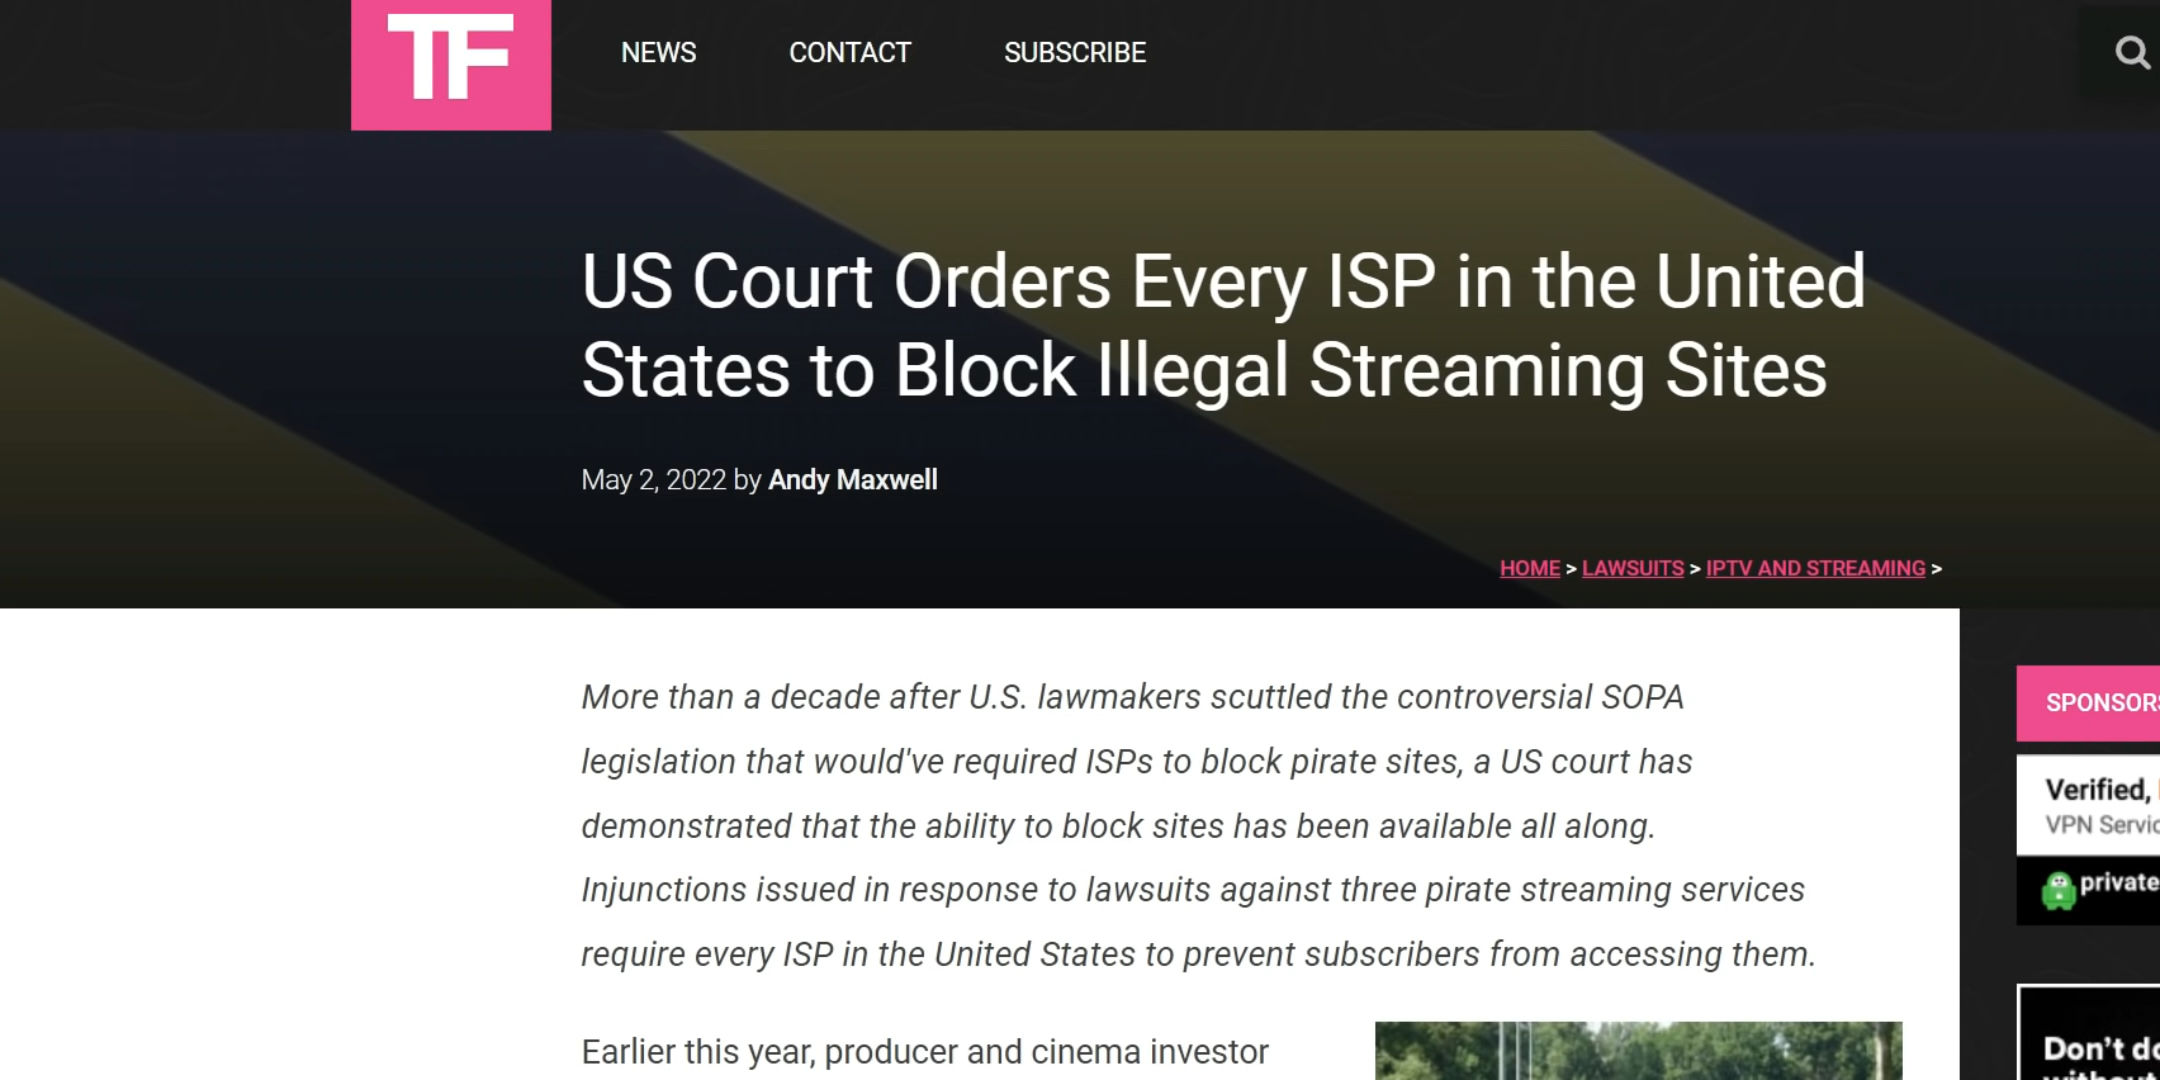 TF
NEWS CONTACT SUBSCRIBE
US Court Orders Every ISP in the United
States to Block Illegal Streaming Sites
May 2, 2022 by Andy Maxwell
HOME > LAWSUITS > IPTV AND STREAMING >
More than a decade after U.S. lawmakers scuttled the controversial SOPA
legislation that would've required ISPs to block pirate sites, a US court has
demonstrated that the ability to block sites has been available all along.
Injunctions issued in response to lawsuits against three pirate streaming services
require every ISP in the United States to prevent subscribers from accessing them.
Earlier this year, producer and cinema investor
SPONSORS
Verified,
VPN Servic
private
Don't do